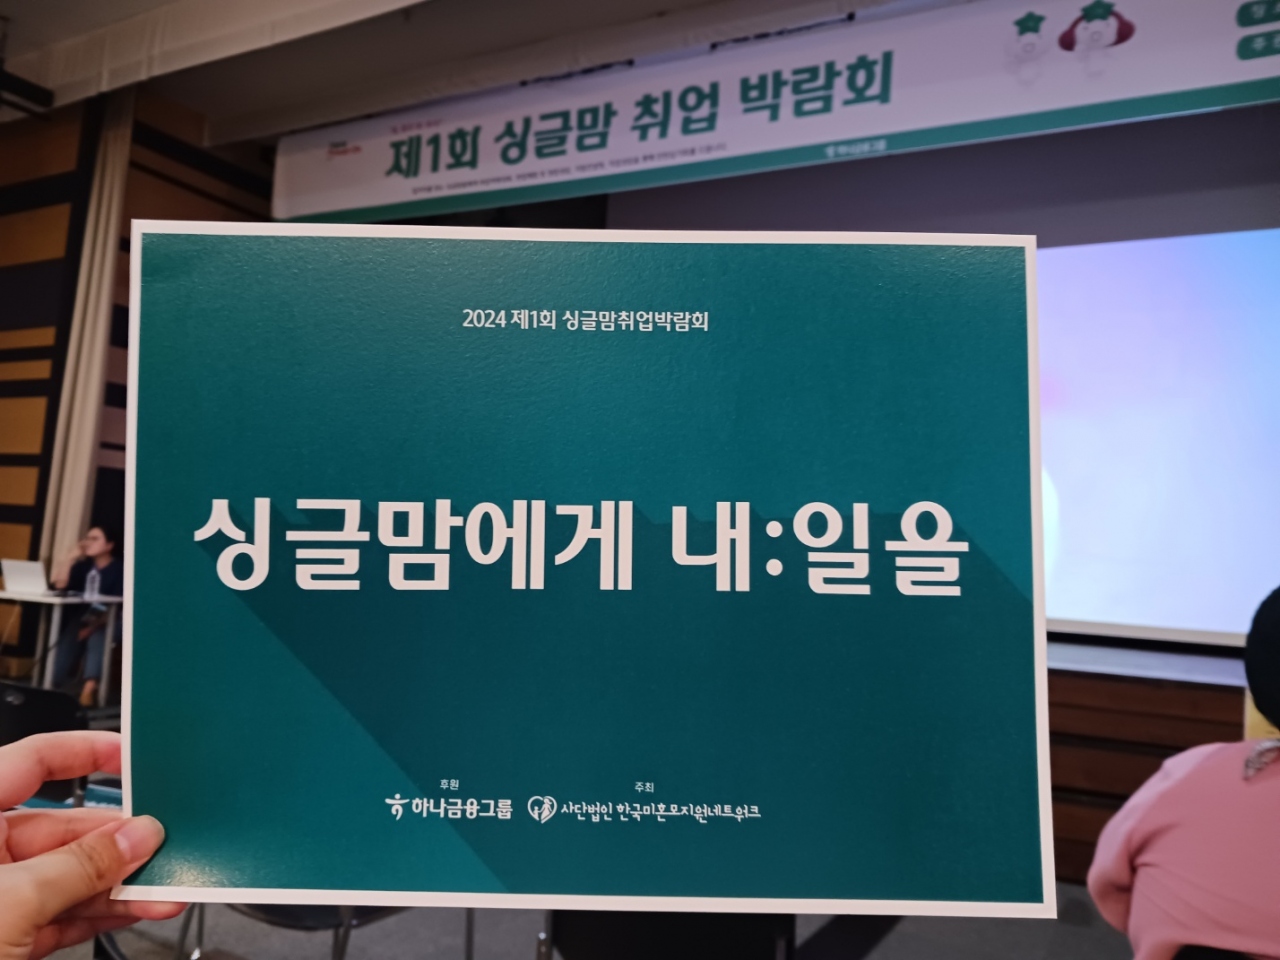 제1회 싱글맘 취업 박람회
2024 제1회 싱글맘취업박람회
싱글맘에게 내:일을
후원
하나금융그룹
주최
사단법인 한국미혼모지원네트워크